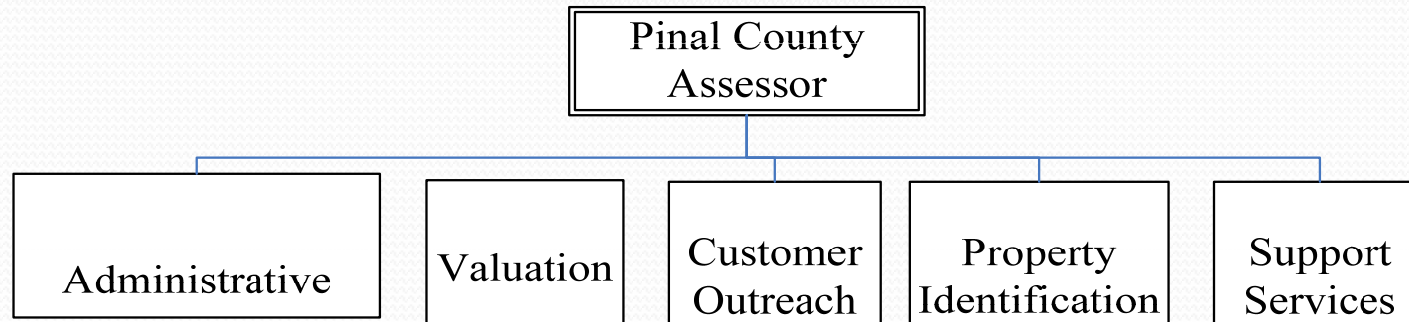 Pinal County
Assessor
Administrative
Valuation
Customer
Outreach
Property
Identification
Support
Services